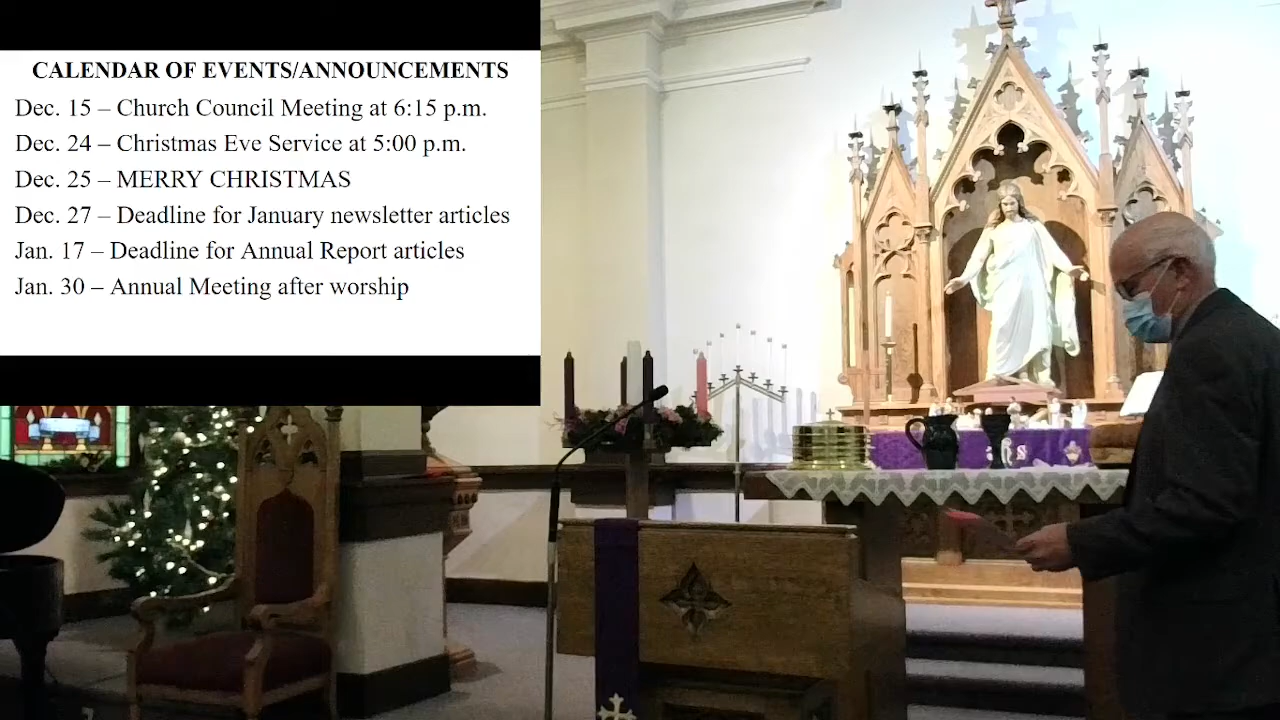 CALENDAR OF EVENTS/ANNOUNCEMENTS
Dec. 15 – Church Council Meeting at 6:15 p.m.
Dec. 24 – Christmas Eve Service at 5:00 p.m.
Dec. 25 – MERRY CHRISTMAS
Dec. 27 – Deadline for January newsletter articles
Jan. 17 – Deadline for Annual Report articles
Jan. 30 – Annual Meeting after worship